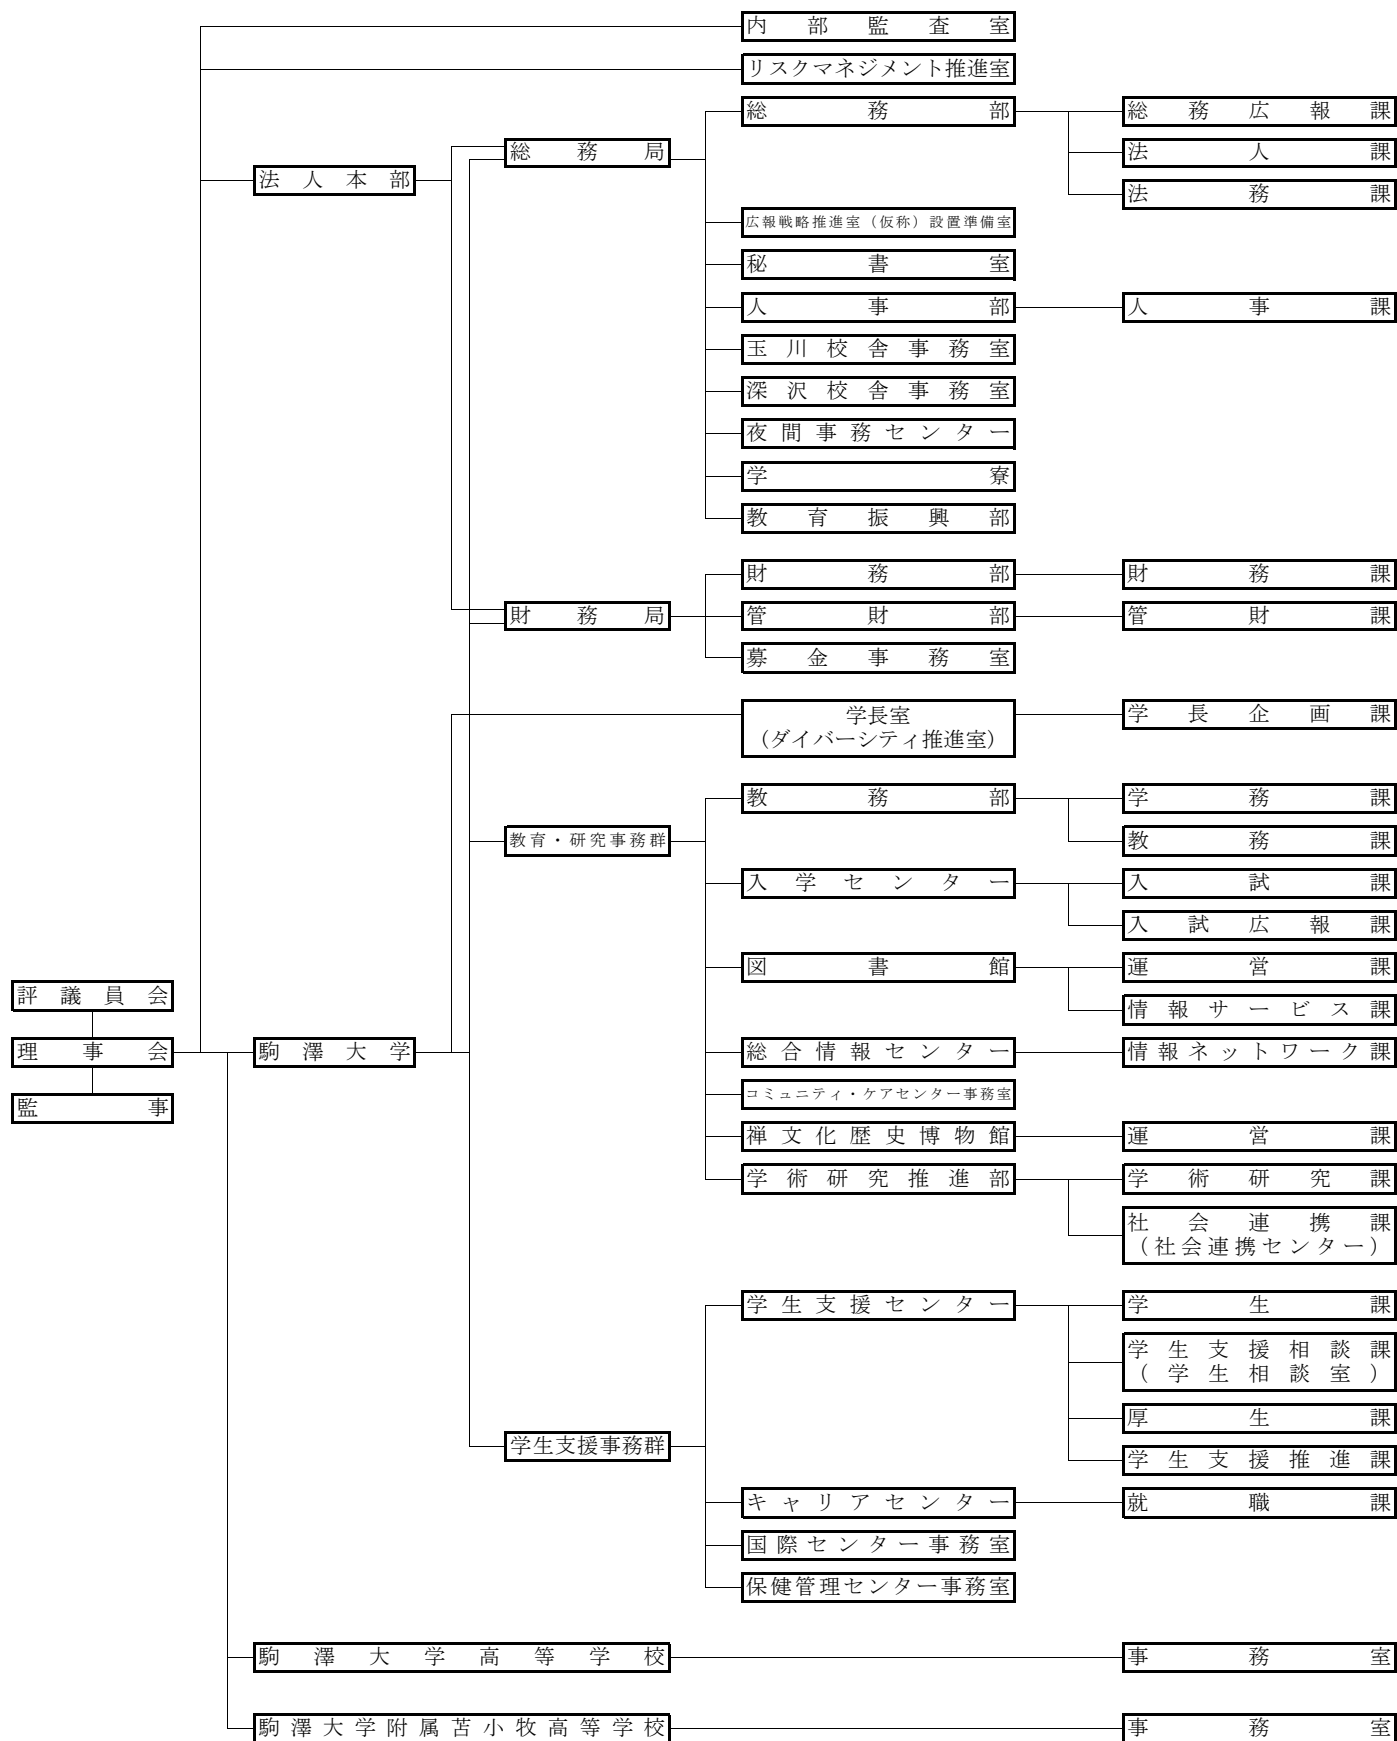 内部監査室
リスクマネジメント推進室
総務部
総務広報課
総務局
法人課
法人本部
法務課
広報戦略推進室（仮称）設置準備室
秘書室
人事部
人事課
玉川校舎事務室
深沢校舎事務室
夜間事務センター
学寮
教育振興部
財務部
財務課
財務局
管財部
管財課
募金事務室
学長室
（ダイバーシティ推進室）
学長企画課
教務部
学務課
教育・研究事務群
教務課
入学センター
入試課
入試広報課
図書館
運営課
評議員会
情報サービス課
理事会
駒澤大学
総合情報センター
情報ネットワーク課
コミュニティ・ケアセンター事務室
監事
禅文化歴史博物館
運営課
学術研究推進部
学術研究課
社会連携課
（社会連携センター）
学生支援センター
学生課
学生支援相談課
（学生相談室）
厚生課
学生支援事務群
学生支援推進課
キャリアセンター
就職課
国際センター事務室
保健管理センター事務室
駒澤大学高等学校
事務室
駒澤大学附属苫小牧高等学校
事務室